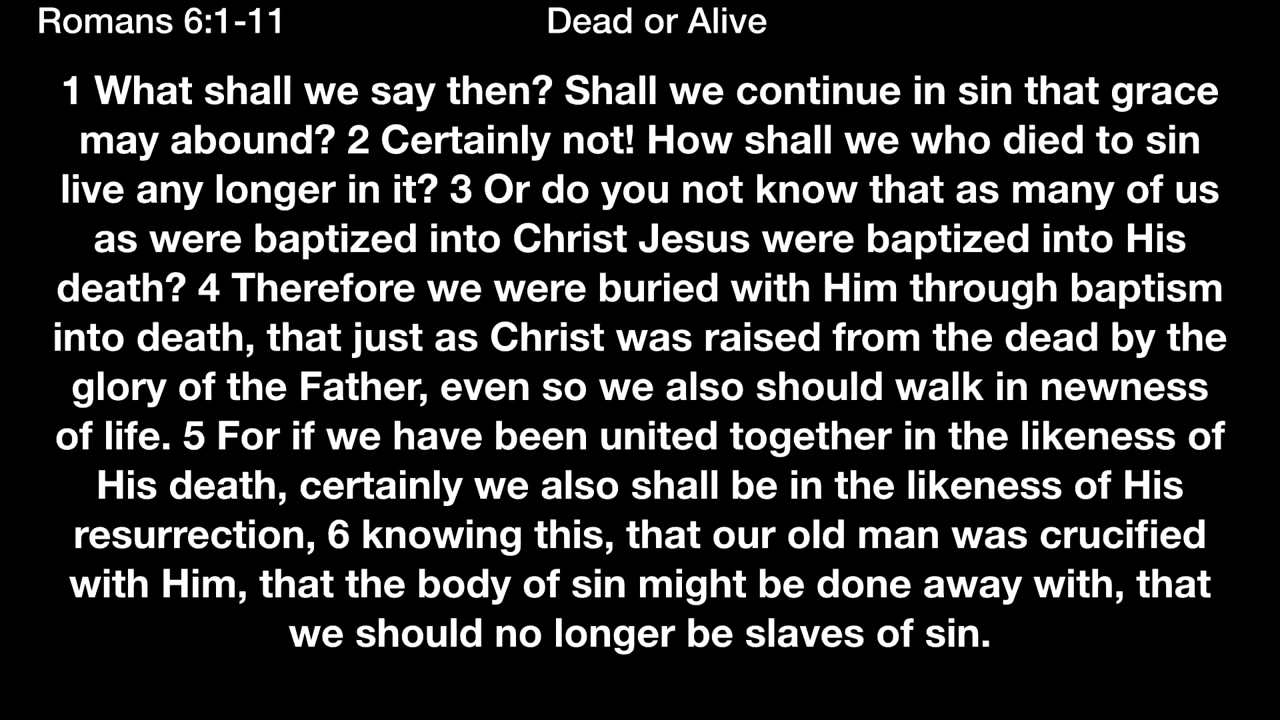 Romans 6:1-11
Dead or Alive
1 What shall we say then? Shall we continue in sin that grace
may abound? 2 Certainly not! How shall we who died to sin
live any longer in it? 3 Or do you not know that as many of us
as were baptized into Christ Jesus were baptized into His
death? 4 Therefore we were buried with Him through baptism
into death, that just as Christ was raised from the dead by the
glory of the Father, even so we also should walk in newness
of life. 5 For if we have been united together in the likeness of
His death, certainly we also shall be in the likeness of His
resurrection, 6 knowing this, that our old man was crucified
with Him, that the body of sin might be done away with, that
we should no longer be slaves of sin.